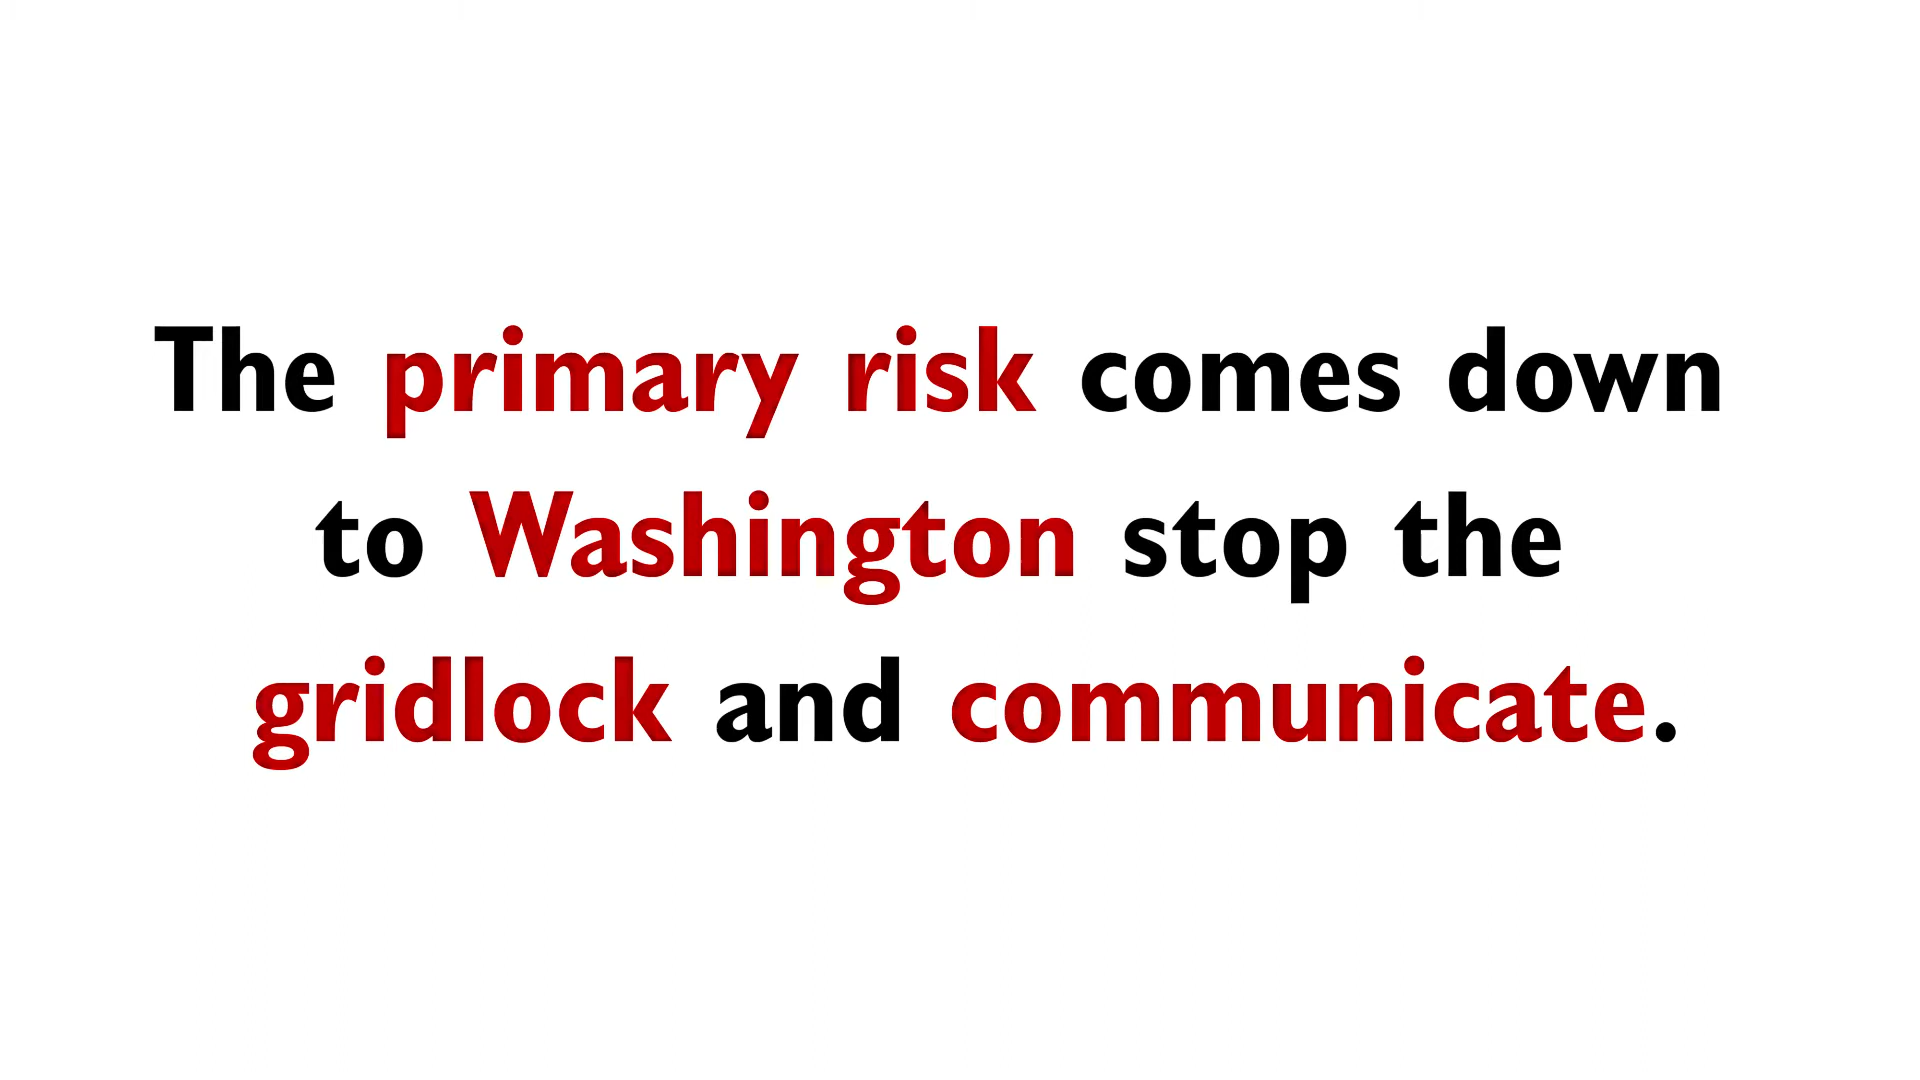 The primary risk comes down
to Washington stop the
gridlock and communicate.